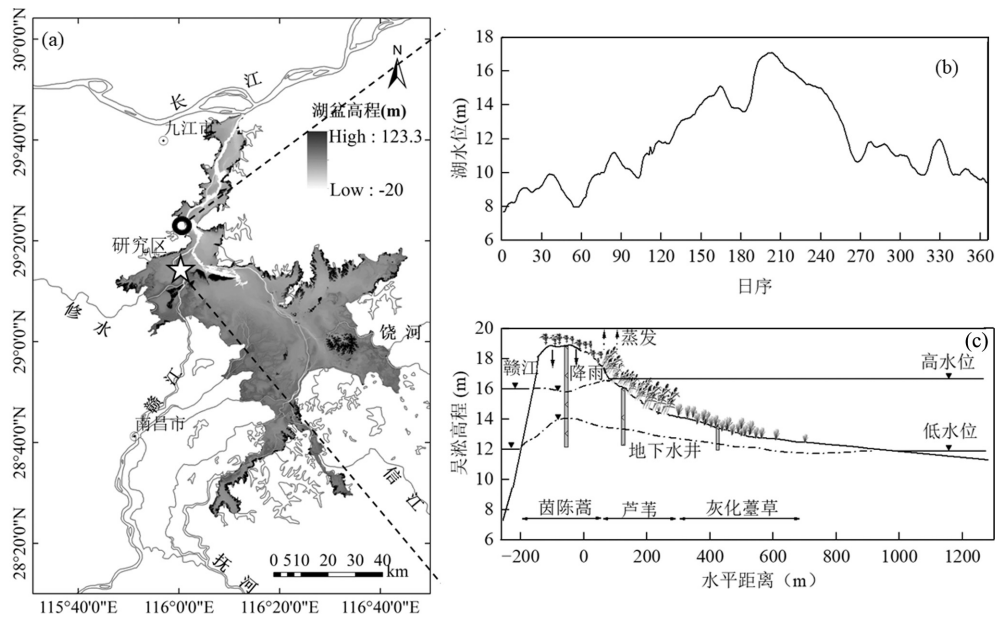 (a)
N
长 江
九江市
湖盆高程(m)
High : 123.3
Low : -20
研究区
修 水
饶 河
赣 江
南昌市
信 江
抚 河
0 5 10 20 30 40
km
30°0'0"N
29°40'0"N
29°20'0"N
29°0'0"N
28°40'0"N
28°20'0"N
115°40'0"E 116°0'0"E 116°20'0"E 116°40'0"E
(b)
湖水位(m)
18
16
14
12
10
8
6
0 30 60 90 120 150 180 210 240 270 300 330 360
日序
(c)
吴淞高程(m)
20
18
16
14
12
10
8
6
蒸发
赣江
降雨
高水位
低水位
地下水井
茵陈蒿 芦苇 灰化薹草
−200 0 200 400 600 800 1000 1200
水平距离（m）